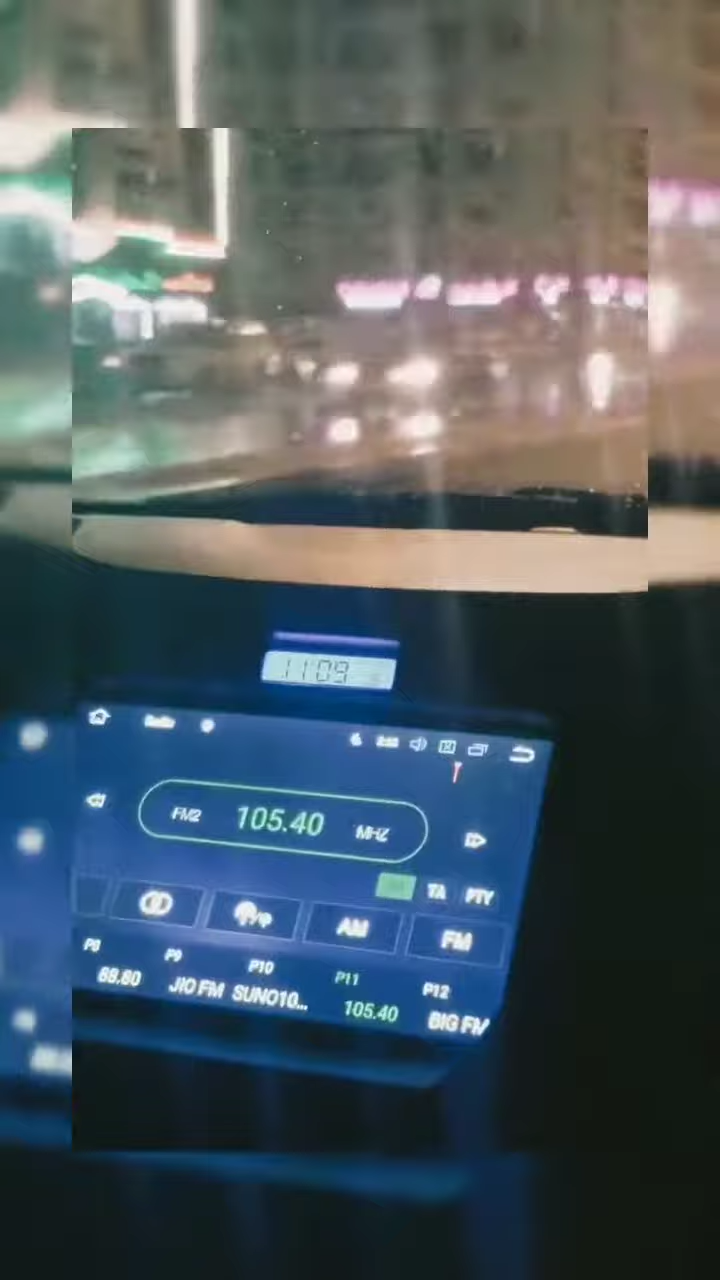 11:09
FM2 105.40 MHZ
TA PTY
AM FM
P8 P9 P10 P11 P12
88.80 JIO FM SUNO10... 105.40 BIG FM